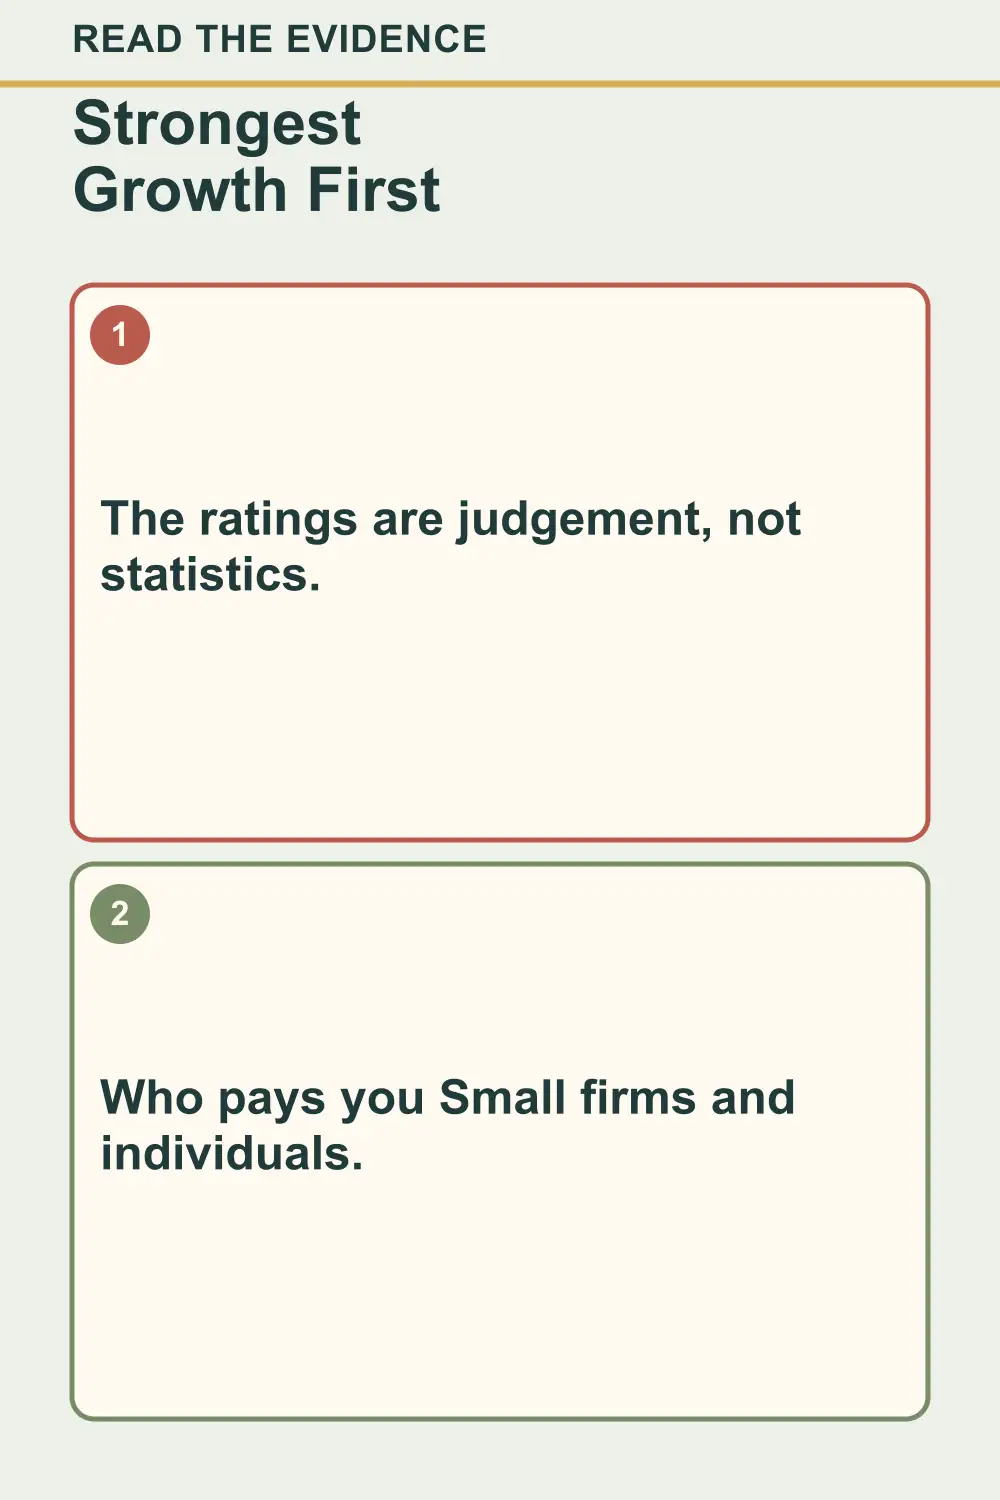 READ THE EVIDENCE
Strongest
Growth First
1
The ratings are judgement, not
statistics.
2
Who pays you Small firms and
individuals.